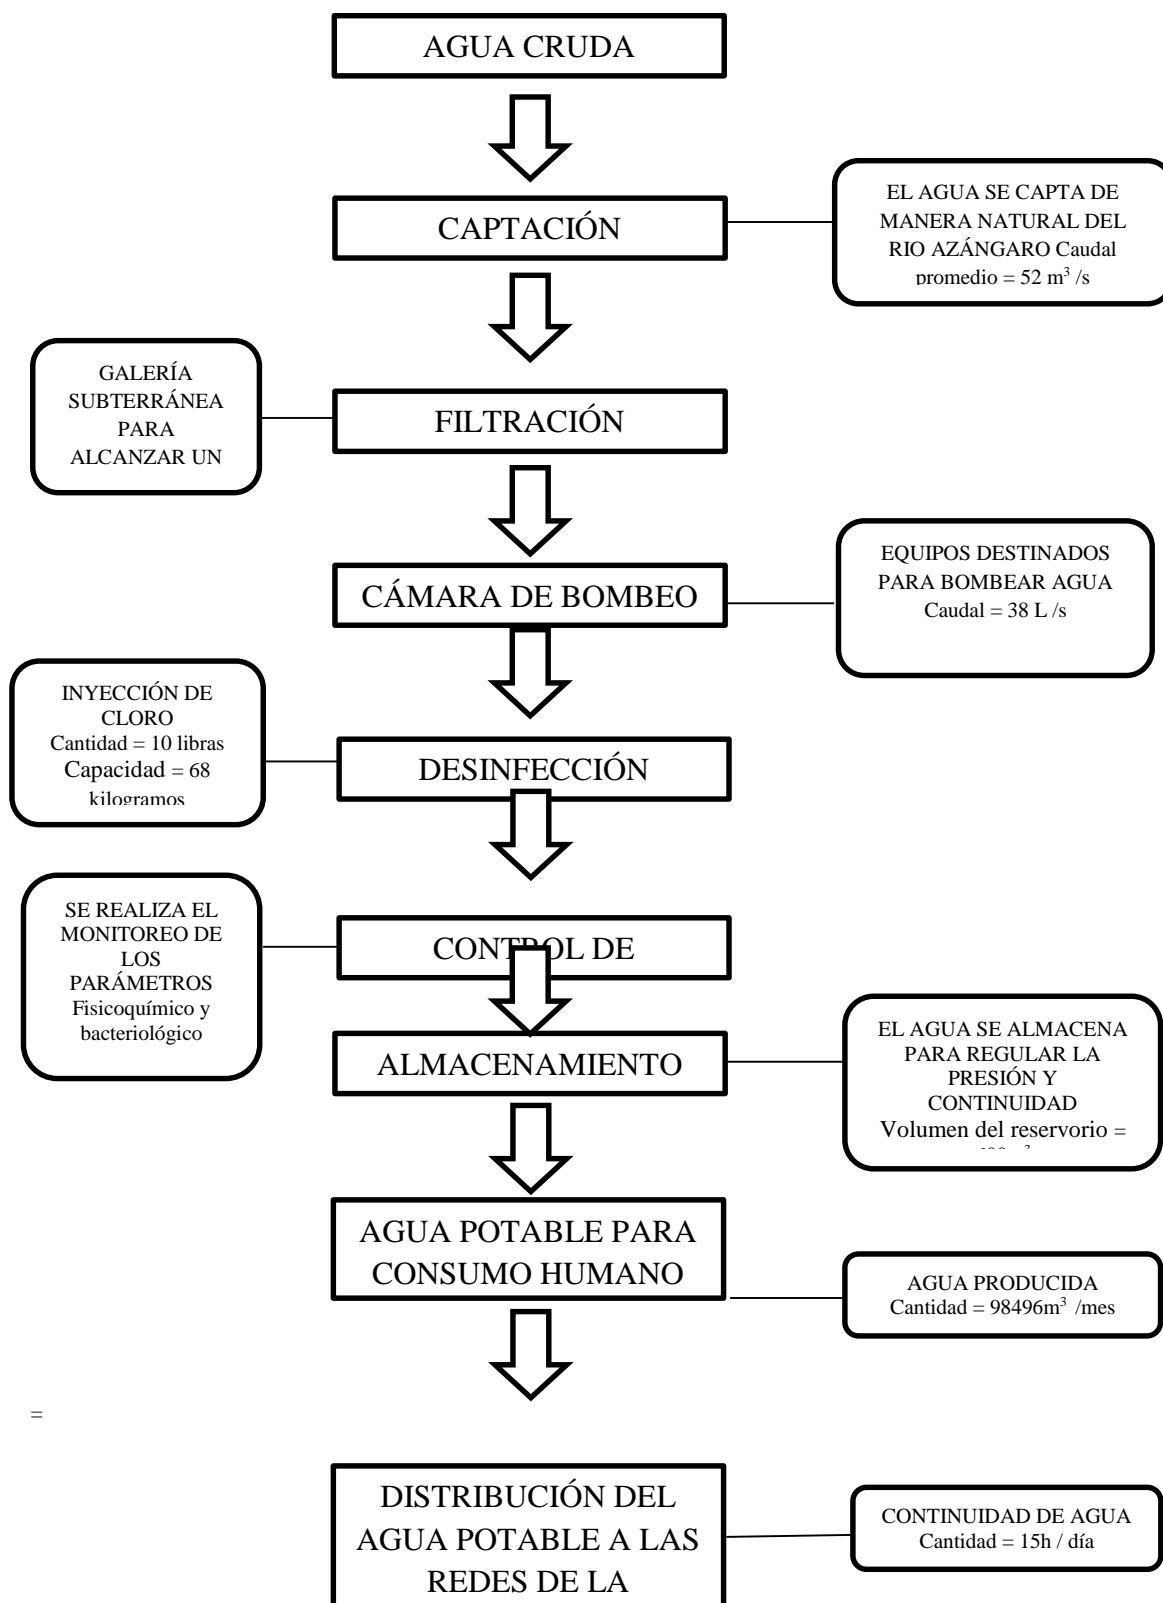 AGUA CRUDA
CAPTACIÓN
EL AGUA SE CAPTA DE
MANERA NATURAL DEL
RIO AZÁNGARO Caudal
promedio = 52 m³ /s
GALERÍA
SUBTERRÁNEA
PARA
ALCANZAR UN
FILTRACIÓN
CÁMARA DE BOMBEO
EQUIPOS DESTINADOS
PARA BOMBEAR AGUA
Caudal = 38 L /s
INYECCIÓN DE
CLORO
Cantidad = 10 libras
Capacidad = 68
kilogramos
DESINFECCIÓN
SE REALIZA EL
MONITOREO DE
LOS
PARÁMETROS
Fisicoquímico y
bacteriológico
CONTROL DE
ALMACENAMIENTO
EL AGUA SE ALMACENA
PARA REGULAR LA
PRESIÓN Y
CONTINUIDAD
Volumen del reservorio =
AGUA POTABLE PARA
CONSUMO HUMANO
AGUA PRODUCIDA
Cantidad = 98496m³ /mes
=
DISTRIBUCIÓN DEL
AGUA POTABLE A LAS
REDES DE LA
CONTINUIDAD DE AGUA
Cantidad = 15h / día